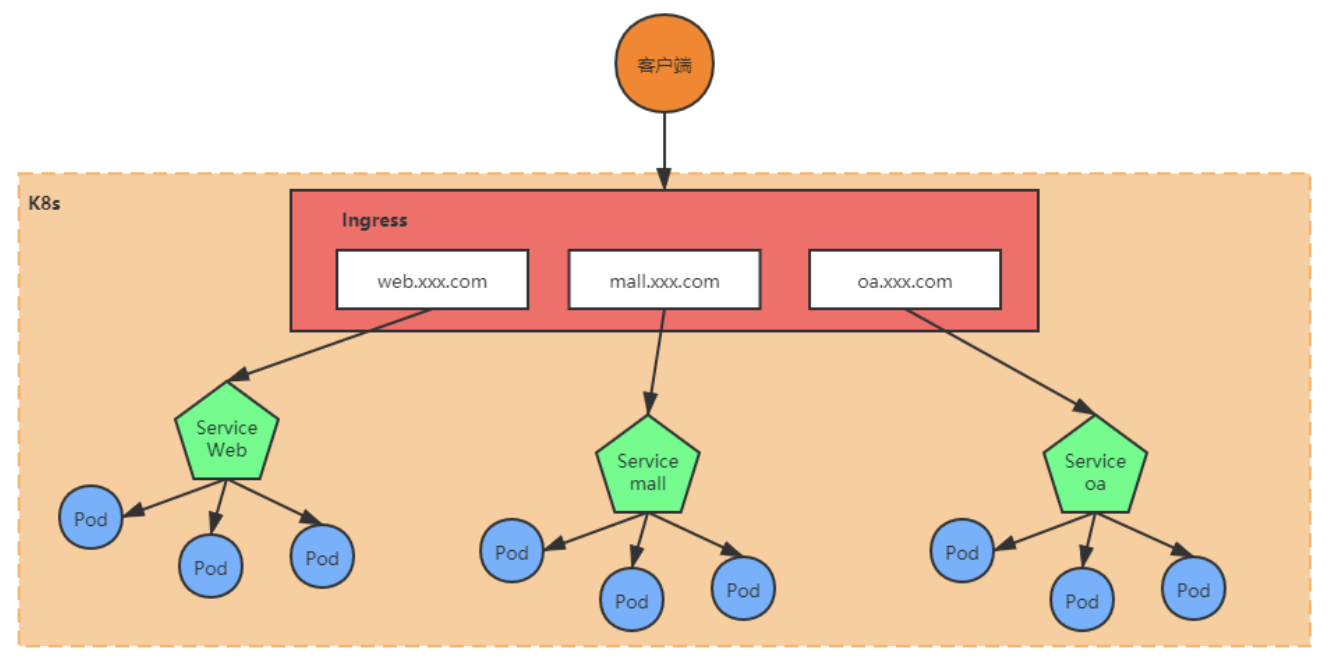 客户端
K8s
Ingress
web.xxx.com
mall.xxx.com
oa.xxx.com
Service
Web
Pod
Pod
Pod
Service
mall
Pod
Pod
Pod
Service
oa
Pod
Pod
Pod